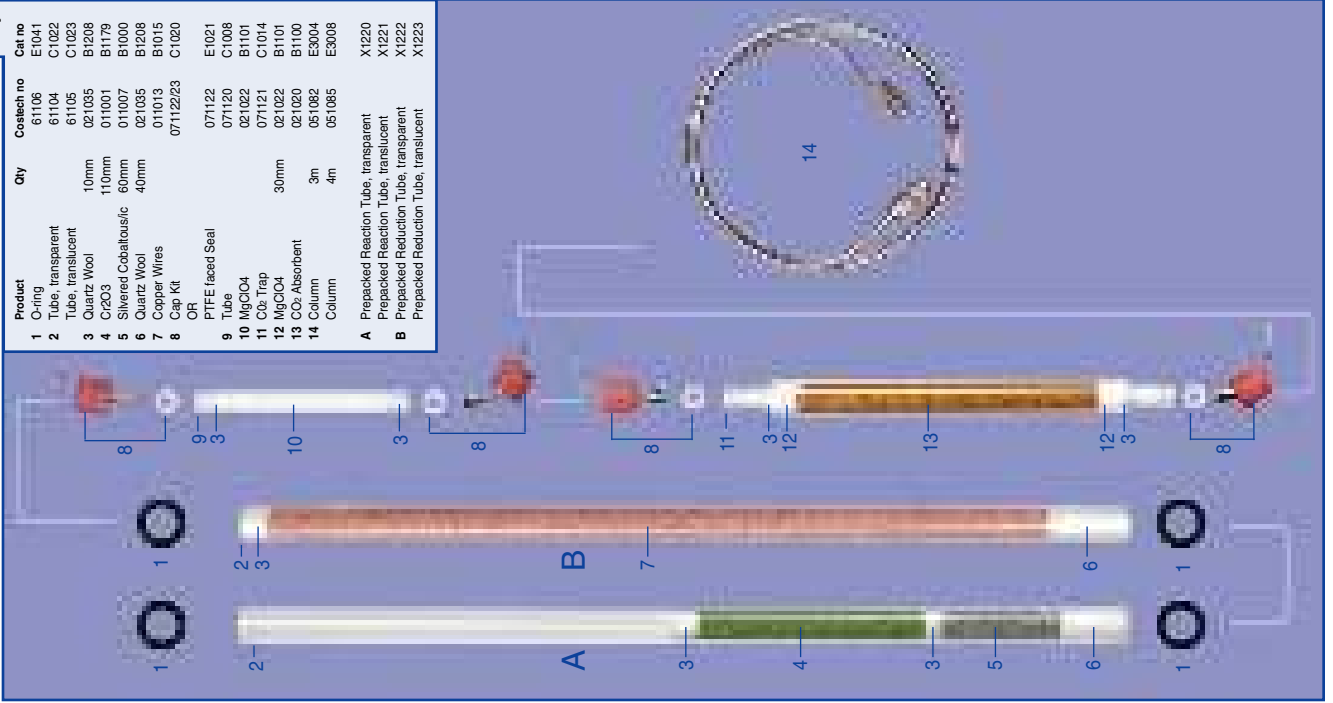 Product Qty Costech no Cat no
1 O-ring 61106 E1041
2 Tube, transparent 61104 C1022
Tube, translucent 61105 C1023
3 Quartz Wool 10mm 021035 B1208
4 Cr2O3 110mm 011001 B1179
5 Silvered Cobaltous/ic 60mm 011007 B1000
6 Quartz Wool 40mm 021035 B1208
7 Copper Wires 011013 B1015
8 Cap Kit 071122/23 C1020
OR
PTFE faced Seal 071122 E1021
9 Tube 071120 C1008
10 MgClO4 021022 B1101
11 CO2 Trap 071121 C1014
12 MgClO4 30mm 021022 B1101
13 CO2 Absorbent 021020 B1100
14 Column 3m 051082 E3004
Column 4m 051085 E3008
A Prepacked Reaction Tube, transparent X1220
Prepacked Reaction Tube, translucent X1221
B Prepacked Reduction Tube, transparent X1222
Prepacked Reduction Tube, translucent X1223
8
9
3
10
3
8
8
11
3
12
13
12
3
8
14
1
2
3
B
7
6
1
1
2
A
3
4
3
5
6
1